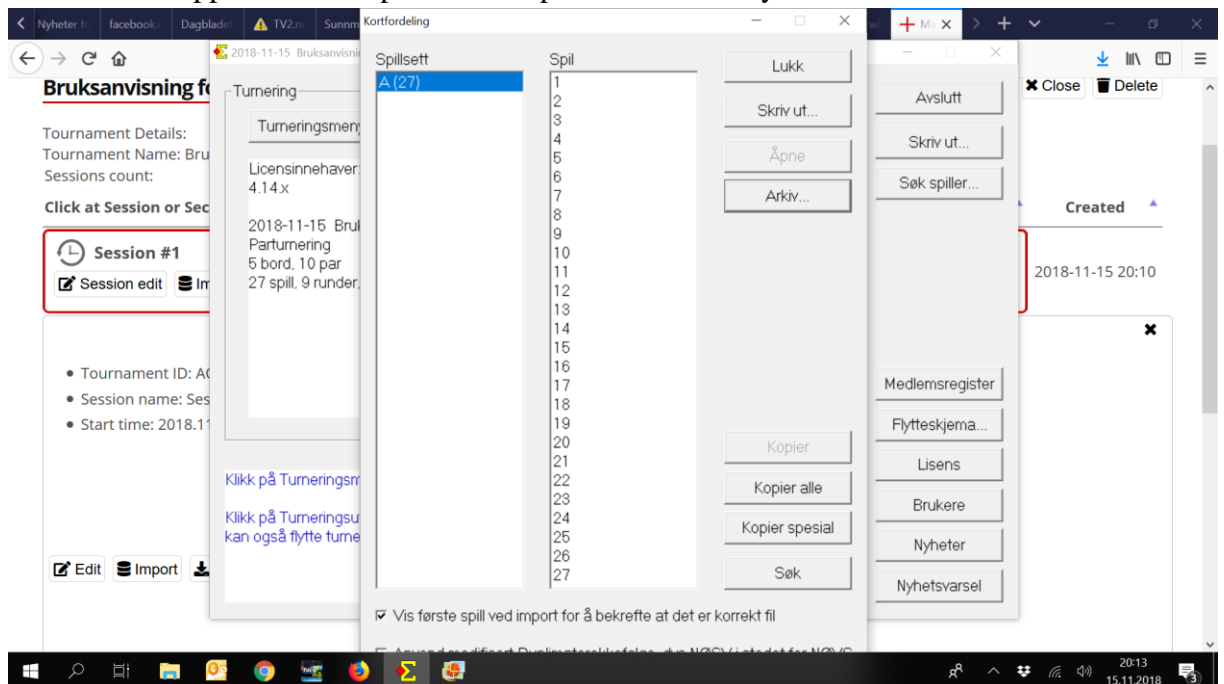 Nyheter fr
facebook.c
Dagbladet
TV2.n
Sunnm
Kortfordeling
2018-11-15 Bruksanvisni
Bruksanvisning fo
Close
Delete
Tournament Details:
Tournament Name: Bru
Sessions count:
Click at Session or Sec
Created
Session #1
Session edit
Im
2018-11-15 20:10
Tournament ID: A
Session name: Ses
Start time: 2018.11
Edit
Import
Turnering
Turneringsmeny
Licensinnehaver:
4.14.x
2018-11-15 Bruk
Parturnering
5 bord, 10 par
27 spill, 9 runder,
Klikk på Turneringsm
Klikk på Turneringsu
kan også flytte turne
Spillsett
A (27)
Spil
1
2
3
4
5
6
7
8
9
10
11
12
13
14
15
16
17
18
19
20
21
22
23
24
25
26
27
Lukk
Skriv ut...
Åpne
Arkiv...
Kopier
Kopier alle
Kopier spesial
Søk
Vis første spill ved import for å bekrefte at det er korrekt fil
Avslutt
Skriv ut...
Søk spiller...
Medlemsregister
Flytteskjema...
Lisens
Brukere
Nyheter
Nyhetsvarsel
20:13
15.11.2018